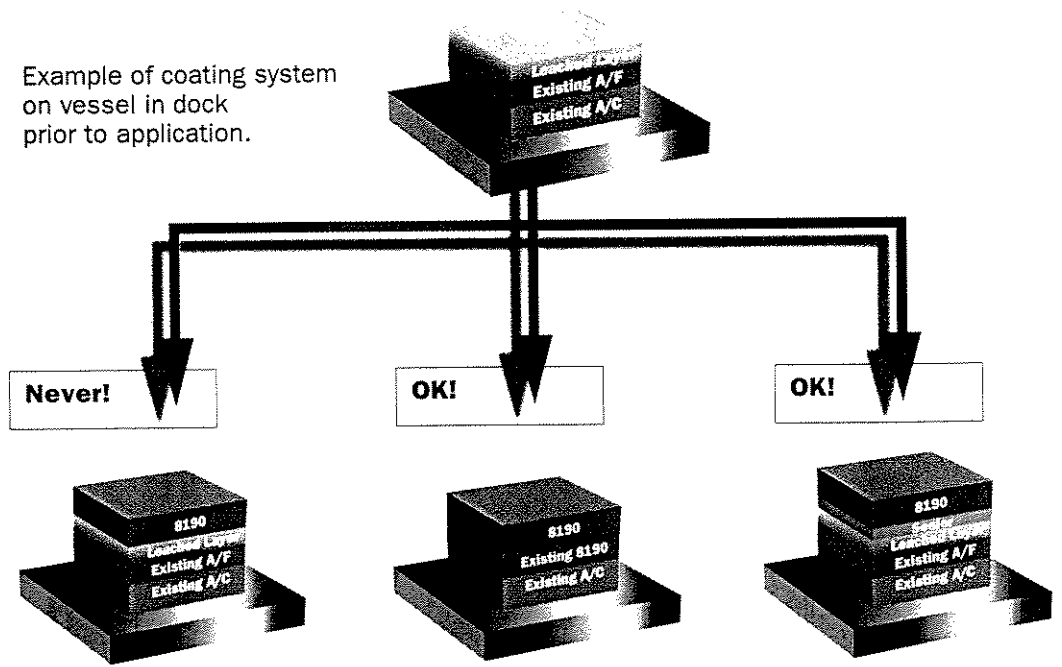 Example of coating system
on vessel in dock
prior to application.
Leached Layer
Existing A/F
Existing A/C
Never!
OK!
OK!
8190
Leached Layer
Existing A/F
Existing A/C
8190
Existing 8190
Existing A/C
8190
Sealer
Leached Layer
Existing A/F
Existing A/C